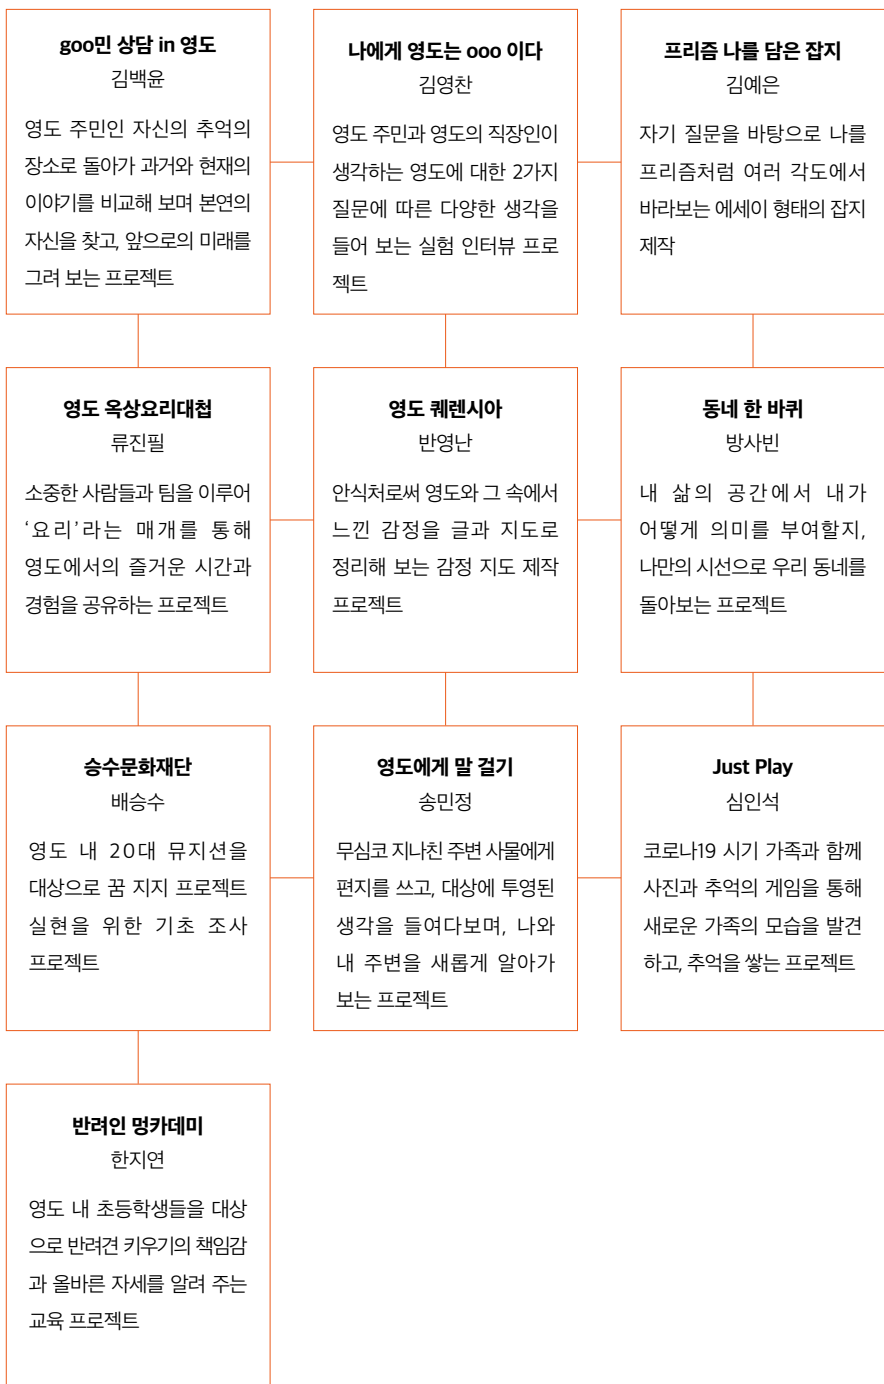 goo민 상담 in 영도
김백윤
영도 주민인 자신의 추억의
장소로 돌아가 과거와 현재의
이야기를 비교해 보며 본연의
자신을 찾고, 앞으로의 미래를
그려 보는 프로젝트
나에게 영도는 ooo 이다
김영찬
영도 주민과 영도의 직장인이
생각하는 영도에 대한 2가지
질문에 따른 다양한 생각을
들어 보는 실험 인터뷰 프로
젝트
프리즘 나를 담은 잡지
김예은
자기 질문을 바탕으로 나를
프리즘처럼 여러 각도에서
바라보는 에세이 형태의 잡지
제작
영도 옥상요리대첩
류진필
소중한 사람들과 팀을 이루어
‘요리’라는 매개를 통해
영도에서의 즐거운 시간과
경험을 공유하는 프로젝트
영도 퀘렌시아
반영난
안식처로써 영도와 그 속에서
느낀 감정을 글과 지도로
정리해 보는 감정 지도 제작
프로젝트
동네 한 바퀴
방사빈
내 삶의 공간에서 내가
어떻게 의미를 부여할지,
나만의 시선으로 우리 동네를
돌아보는 프로젝트
승수문화재단
배승수
영도 내 20대 뮤지션을
대상으로 꿈 지지 프로젝트
실현을 위한 기초 조사
프로젝트
영도에게 말 걸기
송민정
무심코 지나친 주변 사물에게
편지를 쓰고, 대상에 투영된
생각을 들여다보며, 나와
내 주변을 새롭게 알아가
보는 프로젝트
Just Play
심인석
코로나19 시기 가족과 함께
사진과 추억의 게임을 통해
새로운 가족의 모습을 발견
하고, 추억을 쌓는 프로젝트
반려인 멍카데미
한지연
영도 내 초등학생들을 대상
으로 반려견 키우기의 책임감
과 올바른 자세를 알려 주는
교육 프로젝트